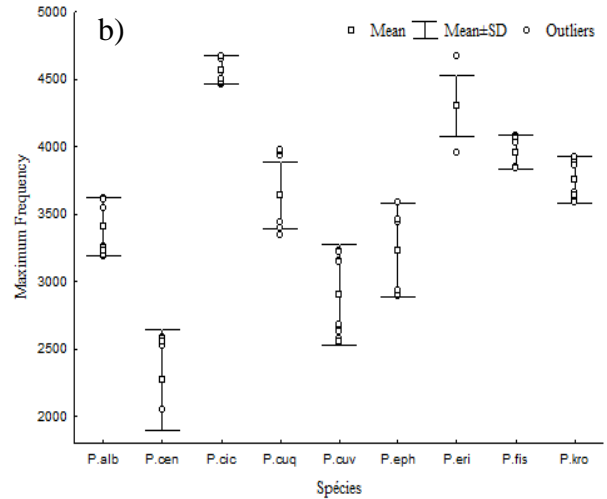 b)
Mean
Mean±SD
Outliers
Maximum Frequency
5000
4500
4000
3500
3000
2500
2000
P.alb
P.cen
P.cic
P.cuq
P.cuv
P.eph
P.eri
P.fis
P.kro
Spécies